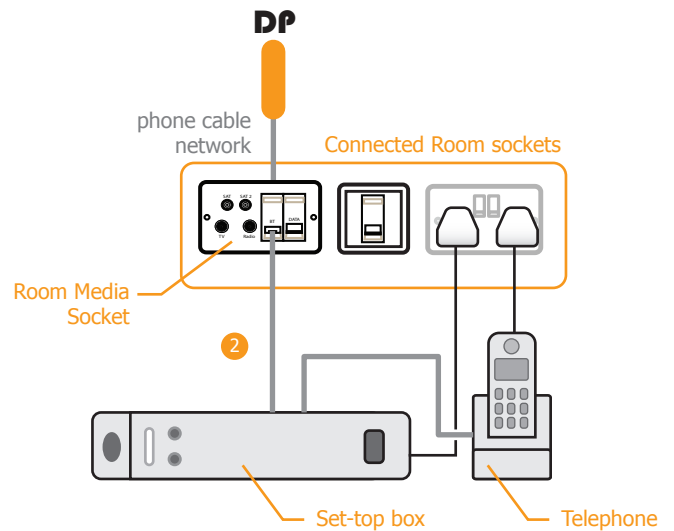 DP
phone cable
network
Connected Room sockets
SAT SAT 2
TV Radio
BT DATA
Room Media
Socket
2
Set-top box
Telephone